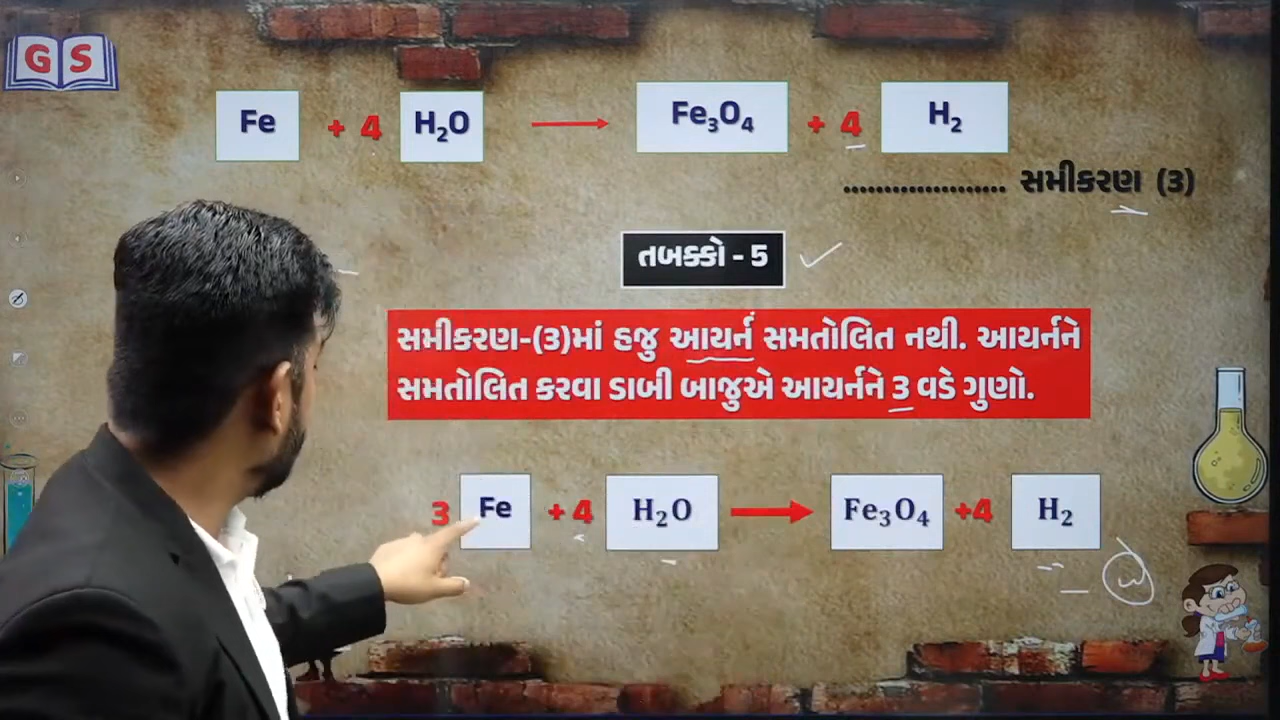 GS
Fe + 4 H₂O → Fe₃O₄ + 4 H₂
..................... સમીકરણ (૩)
તબક્કો - 5
સમીકરણ-(૩)માં હજુ આયર્ન સમતોલિત નથી. આયર્નને
સમતોલિત કરવા ડાબી બાજુએ આયર્નને 3 વડે ગુણો.
3 Fe + 4 H₂O → Fe₃O₄ +4 H₂